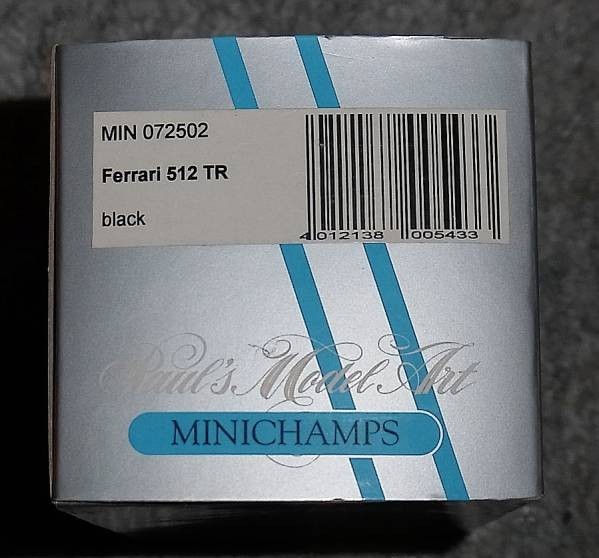 MIN 072502
Ferrari 512 TR
black
4 012138 005433
Paul's Model Art
MINICHAMPS